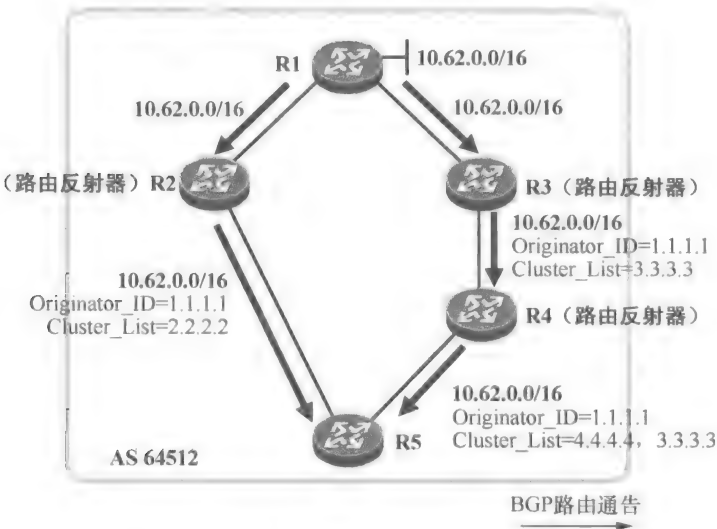 R1
10.62.0.0/16
10.62.0.0/16
10.62.0.0/16
（路由反射器）R2
R3（路由反射器）
10.62.0.0/16
Originator_ID=1.1.1.1
Cluster_List=3.3.3.3
10.62.0.0/16
Originator_ID=1.1.1.1
Cluster_List=2.2.2.2
R4（路由反射器）
10.62.0.0/16
Originator_ID=1.1.1.1
Cluster_List=4.4.4.4，3.3.3.3
R5
AS 64512
BGP路由通告